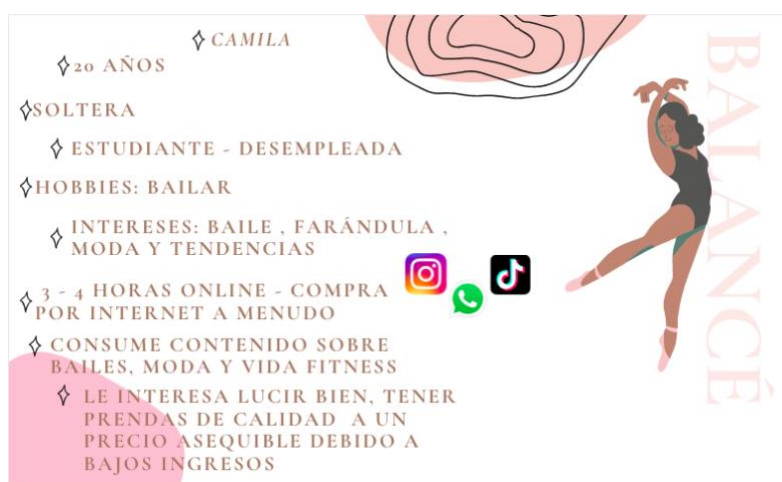 CAMILA
20 AÑOS
SOLTERA
ESTUDIANTE - DESEMPLEADA
HOBBIES: BAILAR
INTERESES: BAILE , FARÁNDULA ,
MODA Y TENDENCIAS
3 - 4 HORAS ONLINE - COMPRA
POR INTERNET A MENUDO
CONSUME CONTENIDO SOBRE
BAILES, MODA Y VIDA FITNESS
LE INTERESA LUCIR BIEN, TENER
PRENDAS DE CALIDAD A UN
PRECIO ASEQUIBLE DEBIDO A
BAJOS INGRESOS
BALANCÉ